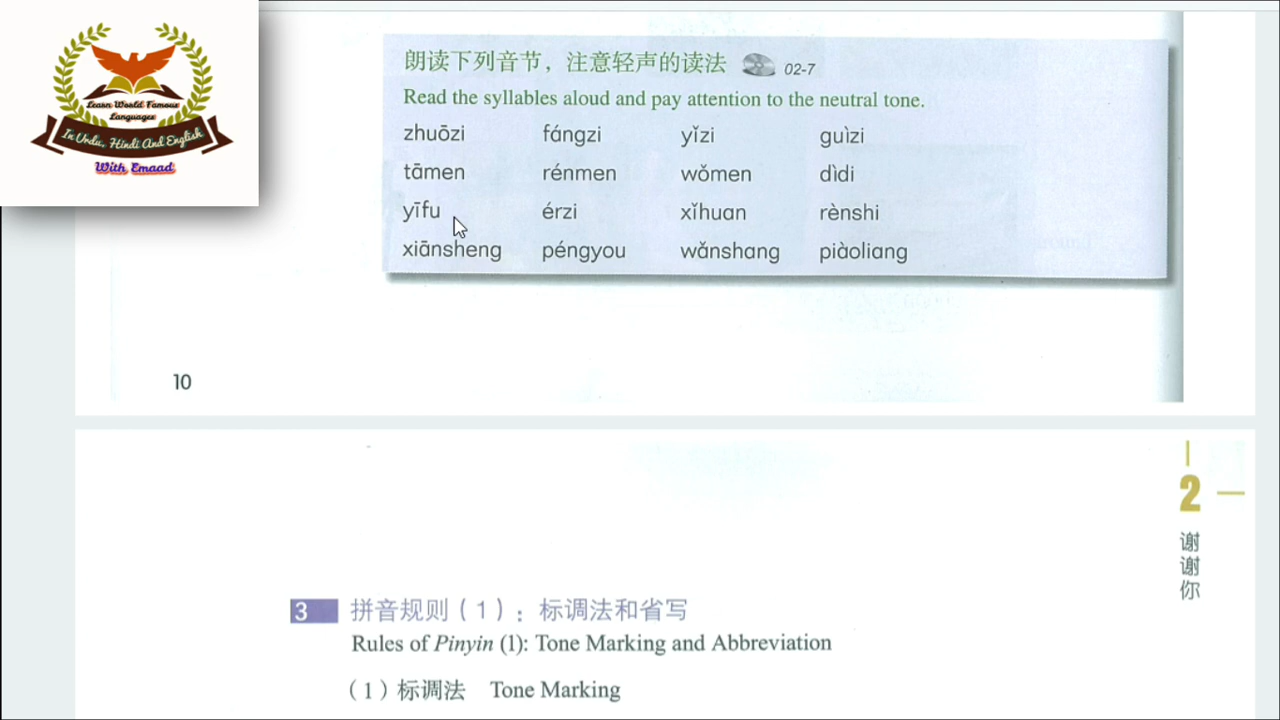 Learn World Famous
Languages
In Urdu, Hindi And English
With Emaad
朗读下列音节，注意轻声的读法 02-7
Read the syllables aloud and pay attention to the neutral tone.
zhuōzi fángzi yǐzi guìzi
tāmen rénmen wǒmen dìdi
yīfu érzi xǐhuan rènshi
xiānsheng péngyou wǎnshang piàoliang
10
2
谢谢你
3 拼音规则（1）：标调法和省写
Rules of Pinyin (1): Tone Marking and Abbreviation
（1）标调法 Tone Marking